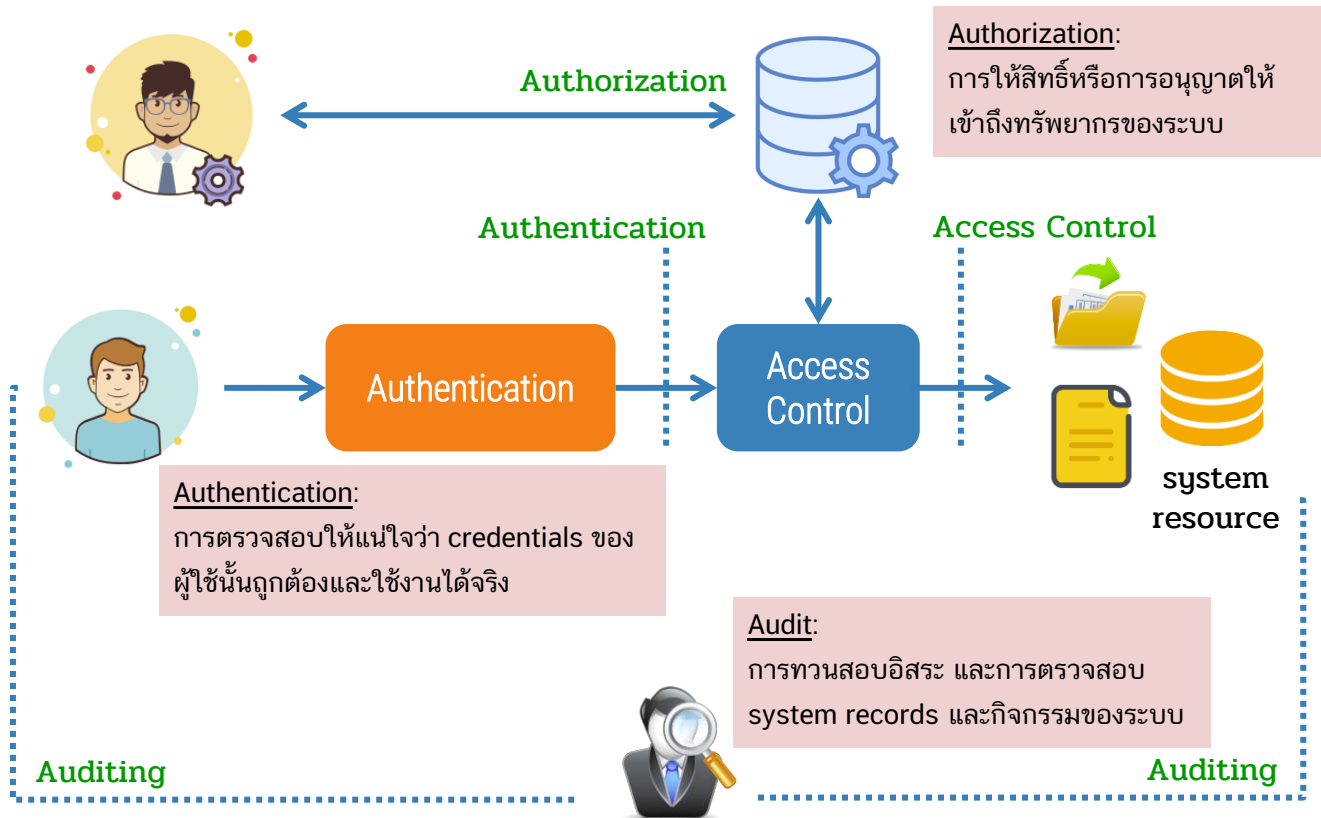 Authorization
Authorization:
การให้สิทธิ์หรือการอนุญาตให้
เข้าถึงทรัพยากรของระบบ
Authentication
Access Control
Authentication
Access
Control
system
resource
Authentication:
การตรวจสอบให้แน่ใจว่า credentials ของ
ผู้ใช้นั้นถูกต้องและใช้งานได้จริง
Audit:
การทวนสอบอิสระ และการตรวจสอบ
system records และกิจกรรมของระบบ
Auditing
Auditing